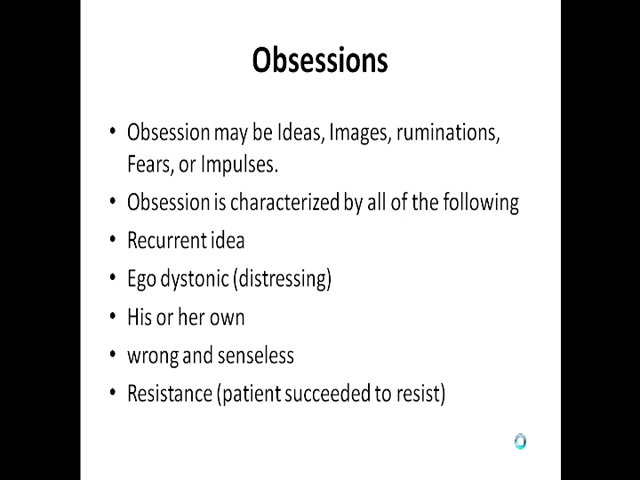 Obsessions
• Obsession may be Ideas, Images, ruminations,
Fears, or Impulses.
• Obsession is characterized by all of the following
• Recurrent idea
• Ego dystonic (distressing)
• His or her own
• wrong and senseless
• Resistance (patient succeeded to resist)